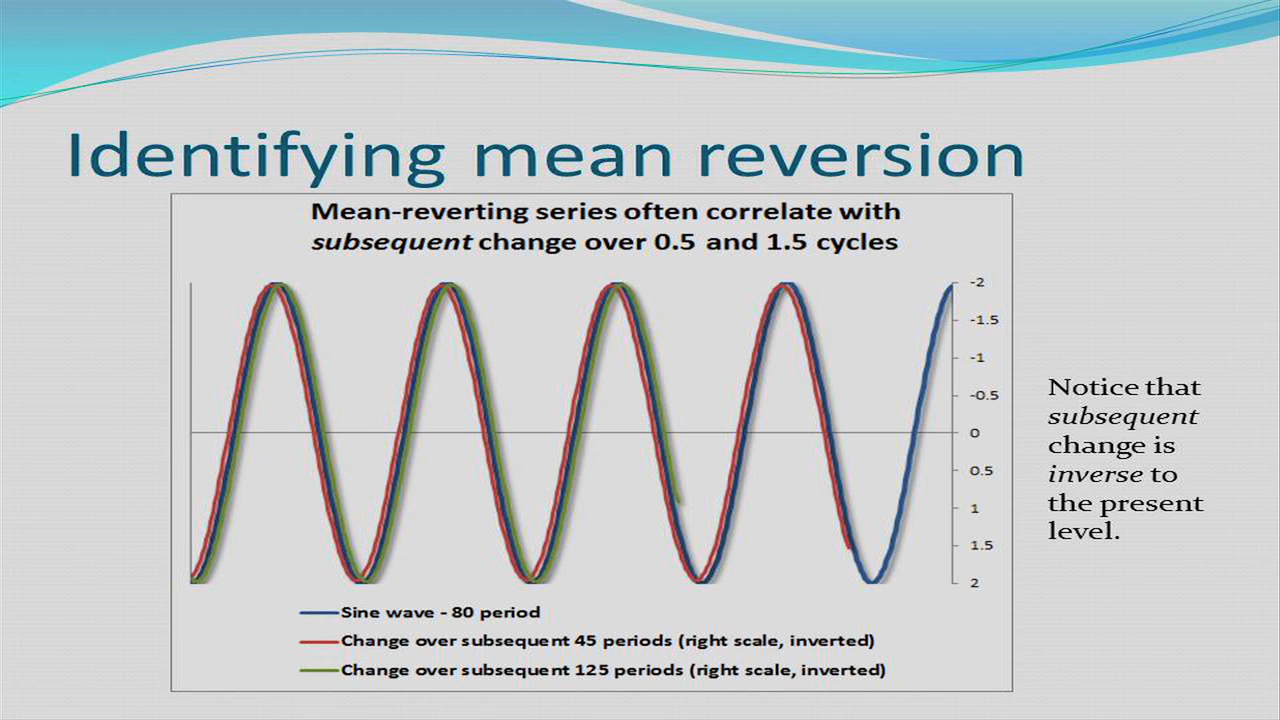 Identifying mean reversion
Mean-reverting series often correlate with
subsequent change over 0.5 and 1.5 cycles
-2
-1.5
-1
-0.5
0
0.5
1
1.5
2
Notice that
subsequent
change is
inverse to
the present
level.
Sine wave - 80 period
Change over subsequent 45 periods (right scale, inverted)
Change over subsequent 125 periods (right scale, inverted)